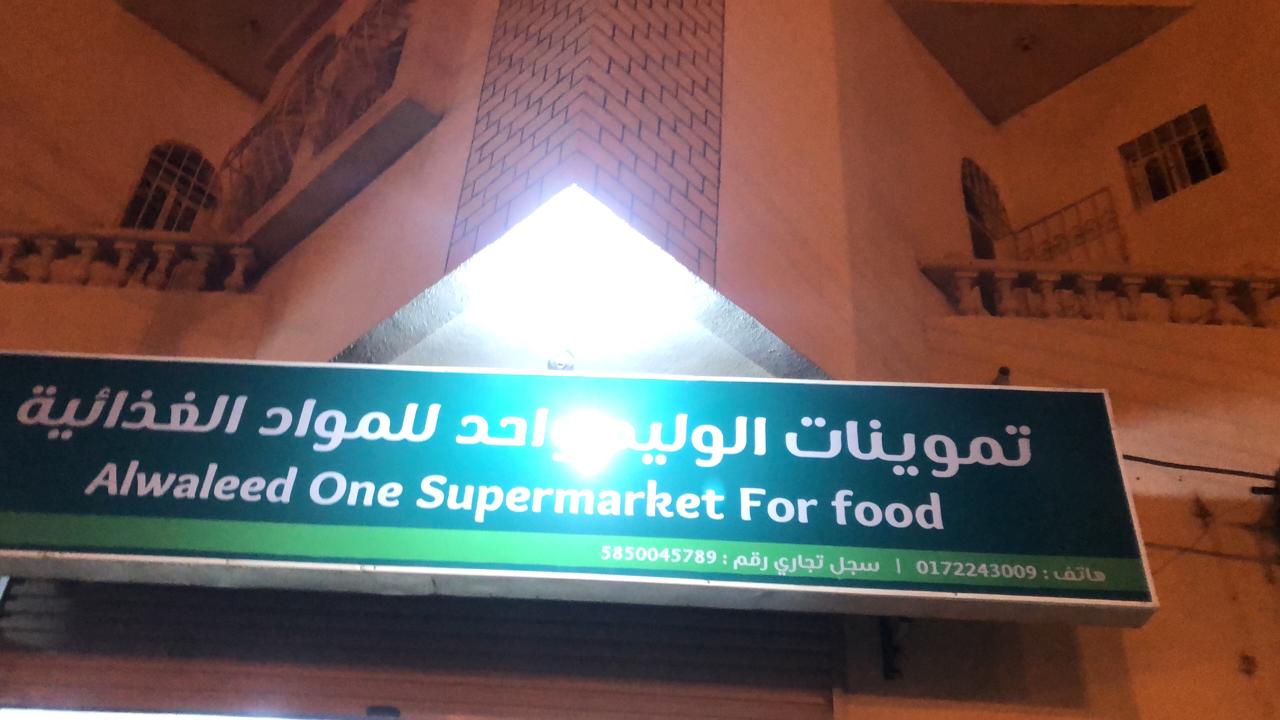 تموينات الوليد واحد للمواد الغذائية
Alwaleed One Supermarket For food
هاتف : 0172243009 | سجل تجاري رقم : 5850045789